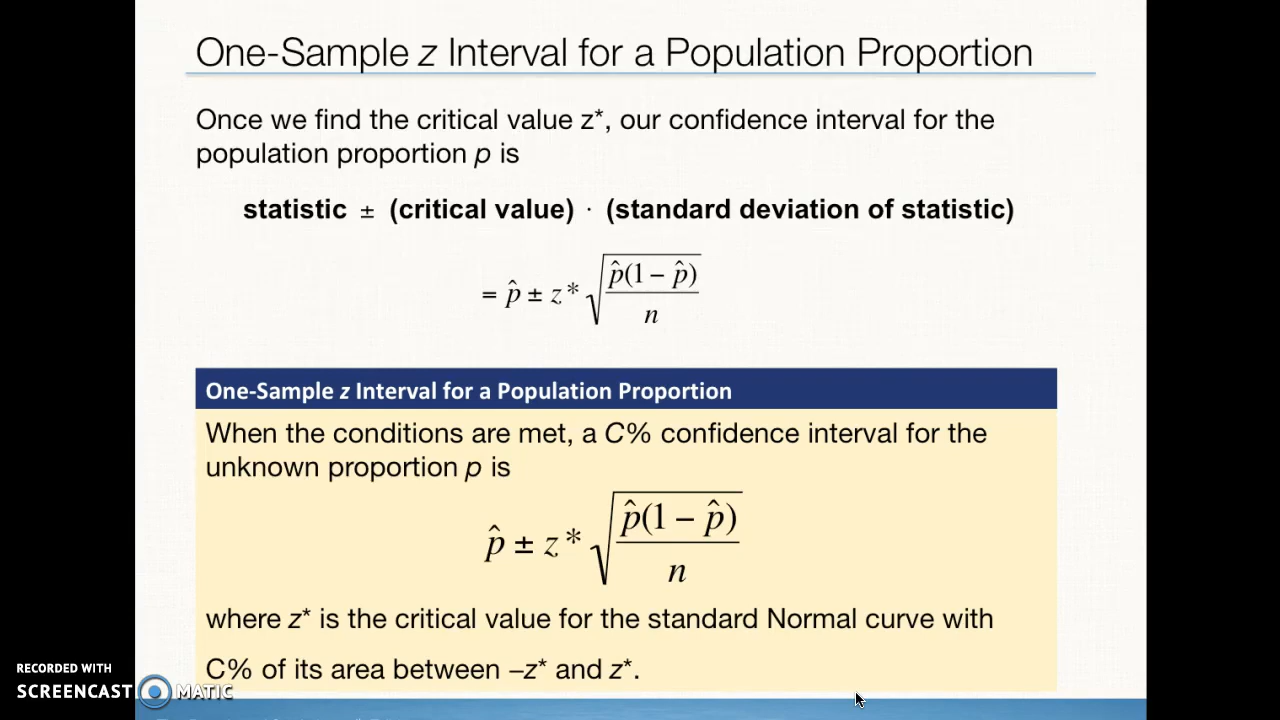 One-Sample z Interval for a Population Proportion
Once we find the critical value z*, our confidence interval for the
population proportion p is
statistic ± (critical value) · (standard deviation of statistic)
= p̂ ± z* √(p̂(1 − p̂)/n)
One-Sample z Interval for a Population Proportion
When the conditions are met, a C% confidence interval for the
unknown proportion p is
p̂ ± z* √(p̂(1 − p̂)/n)
where z* is the critical value for the standard Normal curve with
C% of its area between –z* and z*.
RECORDED WITH
SCREENCAST MATIC